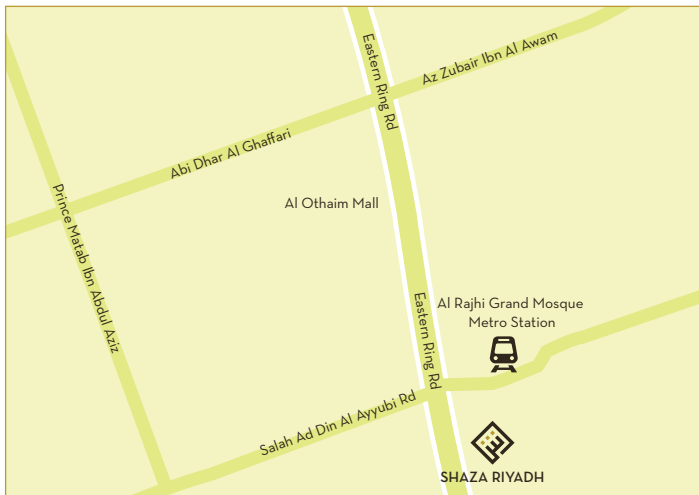 Eastern Ring Rd
Az Zubair Ibn Al Awam
Abi Dhar Al Ghaffari
Prince Matab Ibn Abdul Aziz
Al Othaim Mall
Eastern Ring Rd
Al Rajhi Grand Mosque
Metro Station
Salah Ad Din Al Ayyubi Rd
SHAZA RIYADH